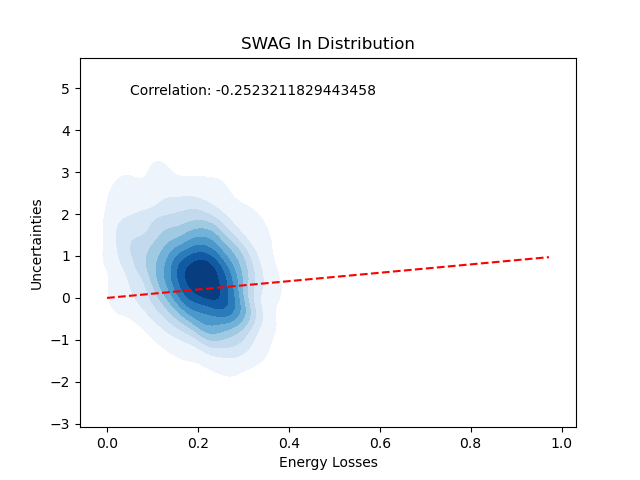 SWAG In Distribution
Correlation: -0.2523211829443458
Uncertainties
5
4
3
2
1
0
−1
−2
−3
0.0 0.2 0.4 0.6 0.8 1.0
Energy Losses